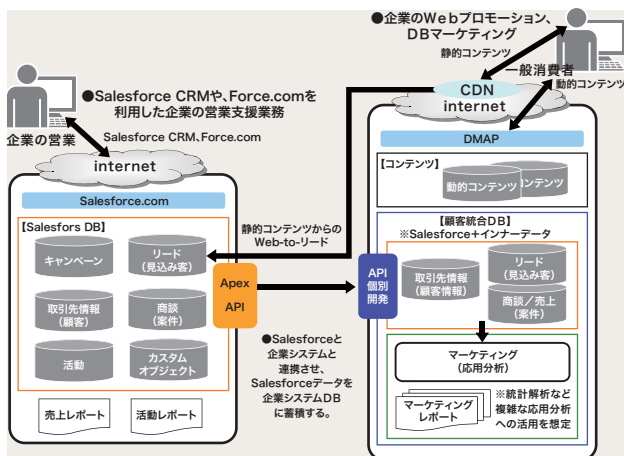 ●企業のWebプロモーション、
DBマーケティング
静的コンテンツ
一般消費者
動的コンテンツ
CDN
internet
●Salesforce CRMや、Force.comを
利用した企業の営業支援業務
企業の営業
Salesforce CRM、Force.com
internet
Salesforce.com
【Salesfors DB】
キャンペーン
リード
(見込み客)
取引先情報
(顧客)
商談
(案件)
活動
カスタム
オブジェクト
売上レポート
活動レポート
静的コンテンツからの
Web-to-リード
Apex
API
●Salesforceと
企業システムと
連携させ、
Salesforceデータを
企業システムDB
に蓄積する。
DMAP
【コンテンツ】
動的コンテンツ
コンテンツ
API
個別
開発
【顧客統合DB】
※Salesforce+インナーデータ
取引先情報
(顧客情報)
リード
(見込み客)
商談／売上
(案件)
マーケティング
(応用分析)
マーケティング
レポート
※統計解析など
複雑な応用分析
への活用を想定